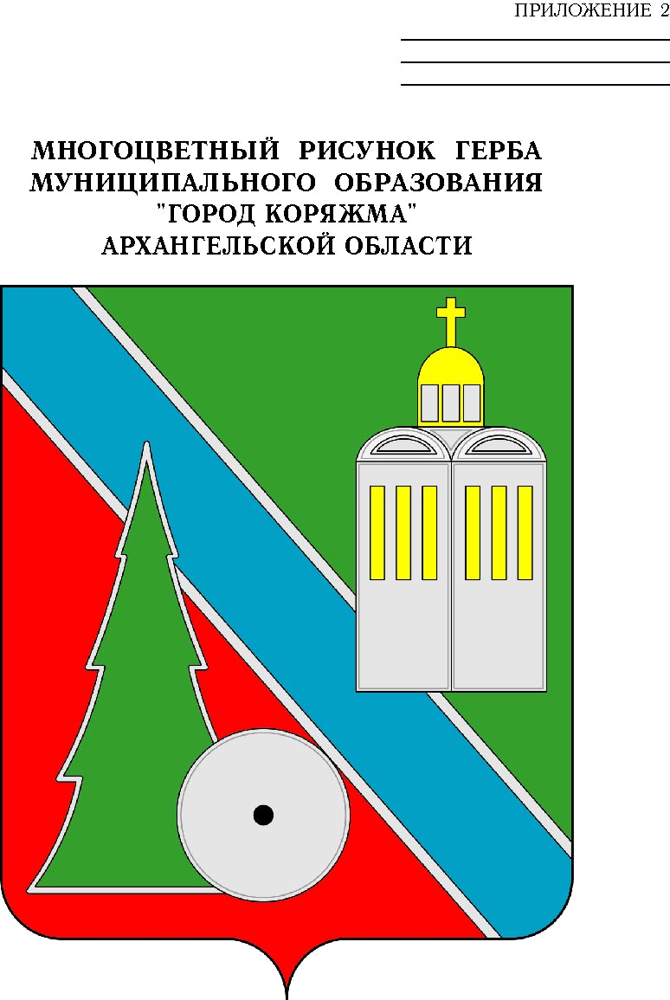 ПРИЛОЖЕНИЕ 2
МНОГОЦВЕТНЫЙ РИСУНОК ГЕРБА
МУНИЦИПАЛЬНОГО ОБРАЗОВАНИЯ
"ГОРОД КОРЯЖМА"
АРХАНГЕЛЬСКОЙ ОБЛАСТИ